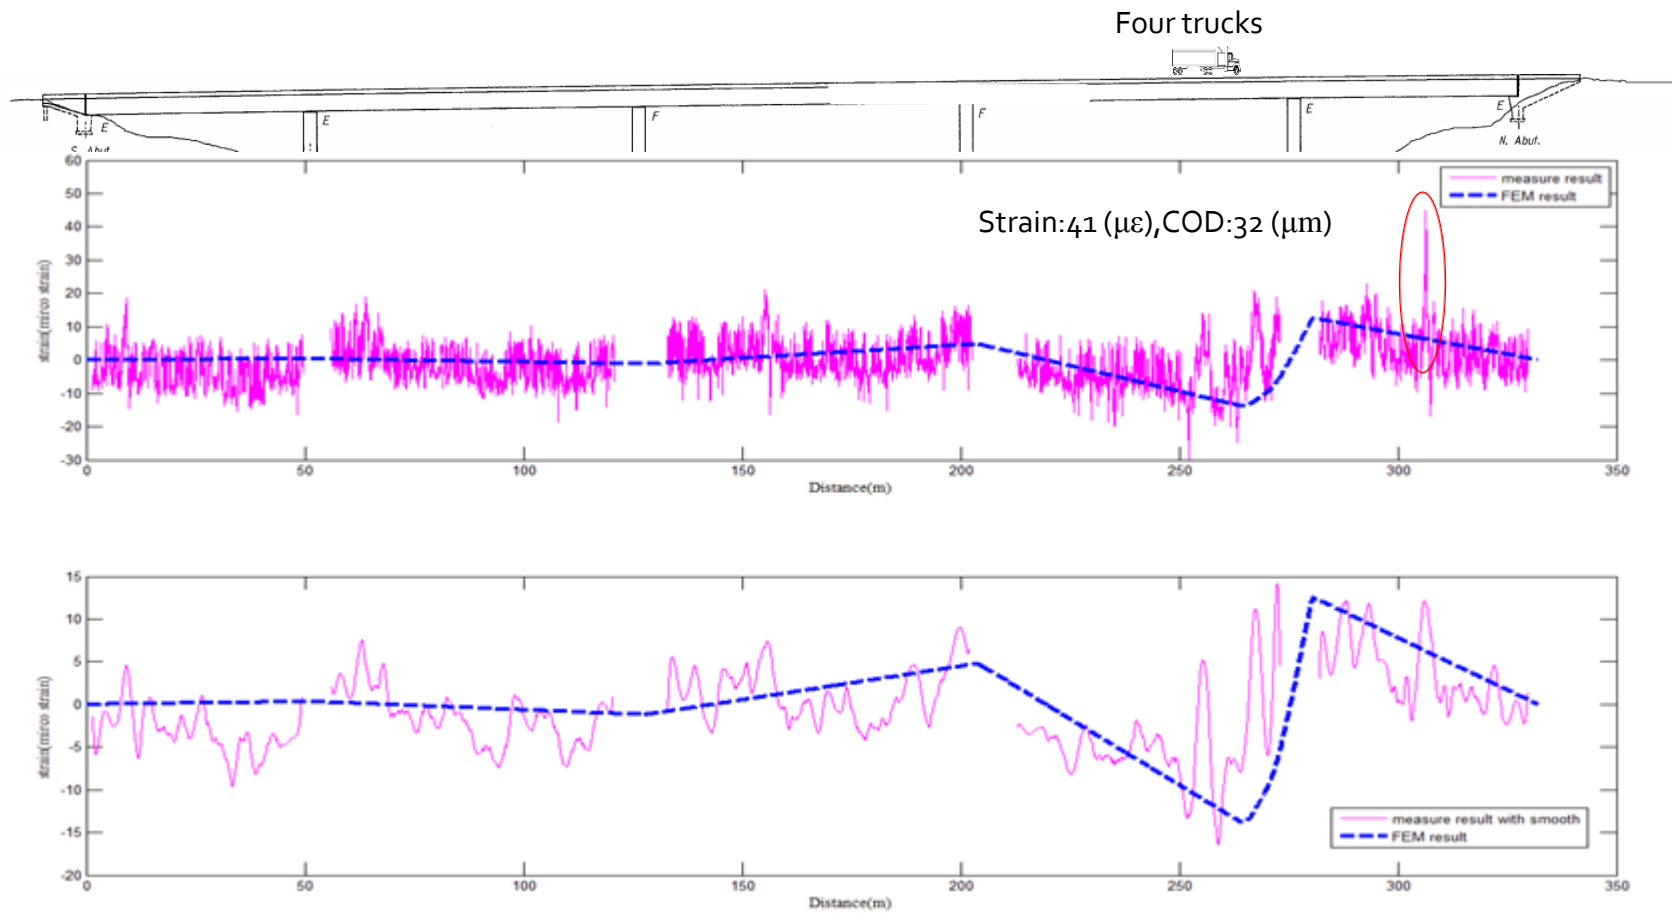 Four trucks
E
E
F
F
E
E
S. Abut.
N. Abut.
60
50
40
30
20
10
0
-10
-20
-30
strain(mirco strain)
measure result
FEM result
Strain:41 (με),COD:32 (μm)
0 50 100 150 200 250 300 350
Distance(m)
15
10
5
0
-5
-10
-15
-20
strain(mirco strain)
measure result with smooth
FEM result
0 50 100 150 200 250 300 350
Distance(m)